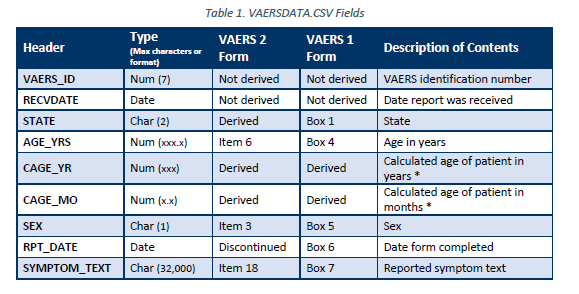 Table 1. VAERSDATA.CSV Fields
Header Type (Max characters or format) VAERS 2 Form VAERS 1 Form Description of Contents
VAERS_ID Num (7) Not derived Not derived VAERS identification number
RECVDATE Date Not derived Not derived Date report was received
STATE Char (2) Derived Box 1 State
AGE_YRS Num (xxx.x) Item 6 Box 4 Age in years
CAGE_YR Num (xxx) Derived Derived Calculated age of patient in years *
CAGE_MO Num (x.x) Derived Derived Calculated age of patient in months *
SEX Char (1) Item 3 Box 5 Sex
RPT_DATE Date Discontinued Box 6 Date form completed
SYMPTOM_TEXT Char (32,000) Item 18 Box 7 Reported symptom text